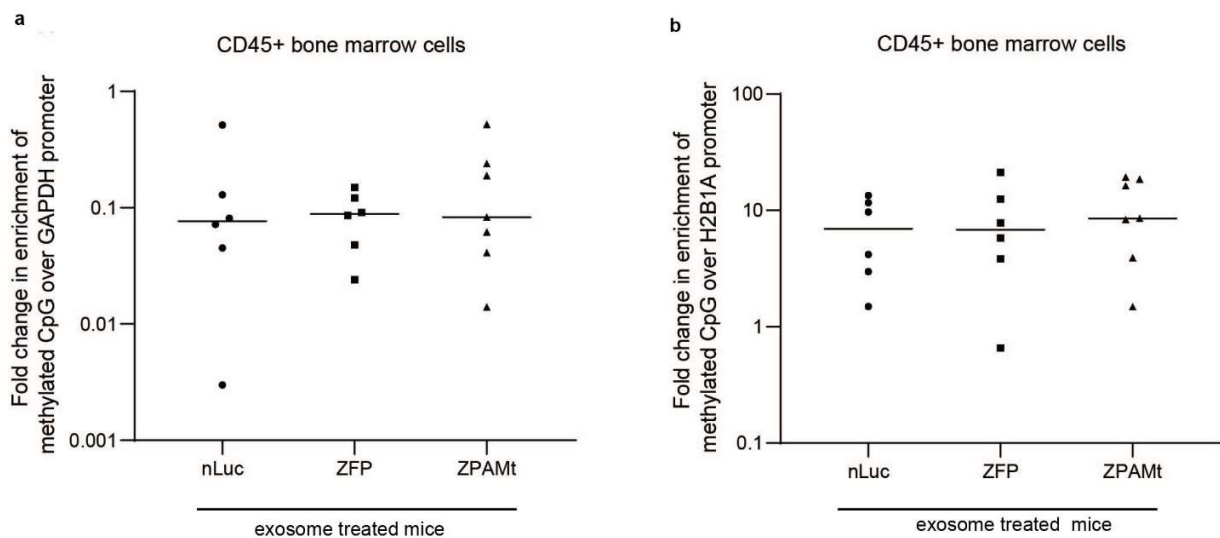 a
CD45+ bone marrow cells
Fold change in enrichment of
methylated CpG over GAPDH promoter
1
0.1
0.01
0.001
nLuc ZFP ZPAMt
exosome treated mice
b
CD45+ bone marrow cells
Fold change in enrichment of
methylated CpG over H2B1A promoter
100
10
1
0.1
nLuc ZFP ZPAMt
exosome treated mice